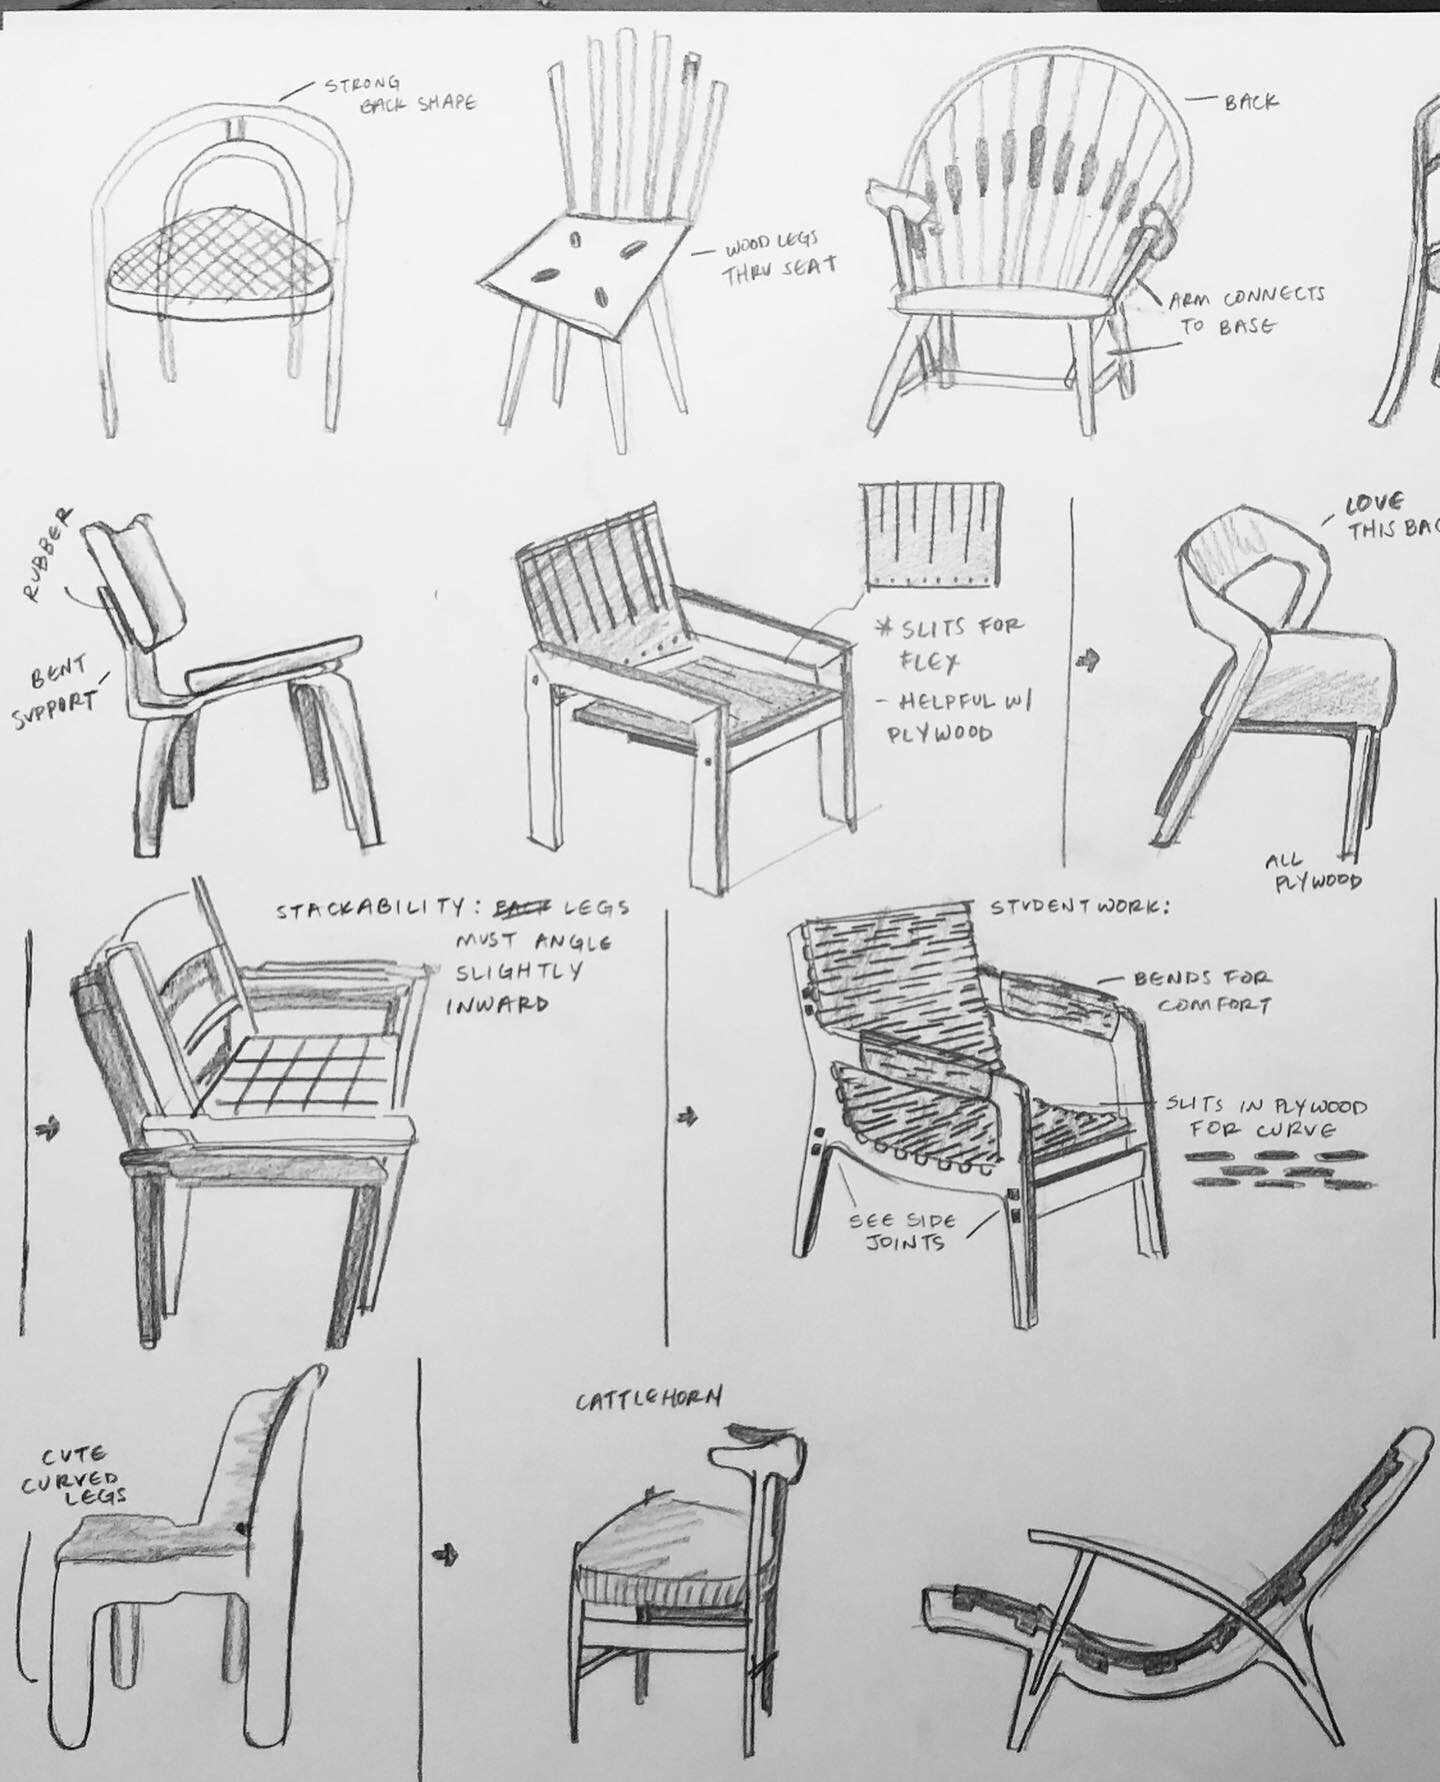 STRONG
BACK SHAPE
WOOD LEGS
THRU SEAT
BACK
ARM CONNECTS
TO BASE
RUBBER
BENT
SUPPORT
* SLITS FOR
FLEX
- HELPFUL W/
PLYWOOD
LOVE
THIS BAC
ALL
PLYWOOD
STACKABILITY: BACK LEGS
MUST ANGLE
SLIGHTLY
INWARD
STUDENT WORK:
BENDS FOR
COMFORT
SLITS IN PLYWOOD
FOR CURVE
SEE SIDE
JOINTS
CUTE
CURVED
LEGS
CATTLEHORN